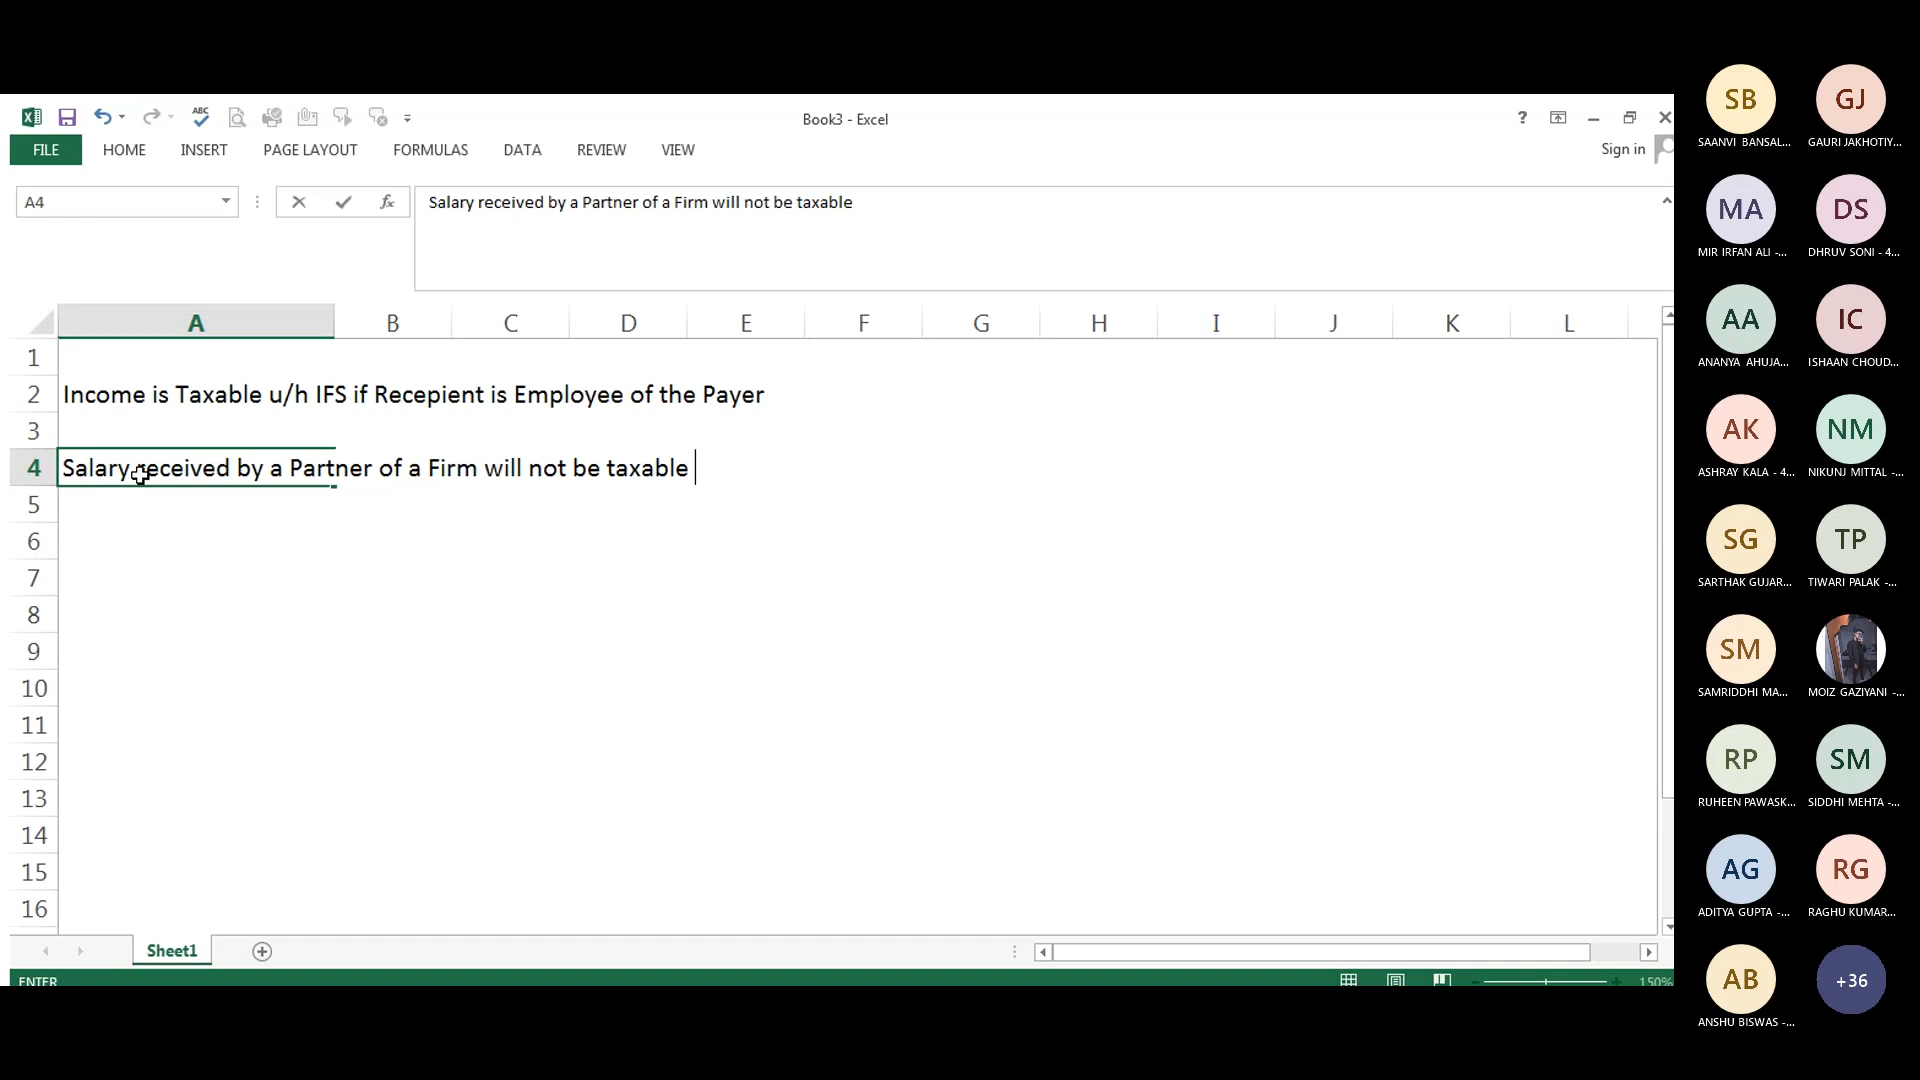 Book3 - Excel
FILE HOME INSERT PAGE LAYOUT FORMULAS DATA REVIEW VIEW
Sign in
A4
Salary received by a Partner of a Firm will not be taxable
A B C D E F G H I J K L
1
2 Income is Taxable u/h IFS if Recepient is Employee of the Payer
3
4 Salary received by a Partner of a Firm will not be taxable
5
6
7
8
9
10
11
12
13
14
15
16
Sheet1
ENTER
150%
SB GJ
SAANVI BANSAL... GAURI JAKHOTIY...
MA DS
MIR IRFAN ALI -... DHRUV SONI - 4...
AA IC
ANANYA AHUJA... ISHAAN CHOUD...
AK NM
ASHRAY KALA - 4... NIKUNJ MITTAL -...
SG TP
SARTHAK GUJAR... TIWARI PALAK -...
SM
SAMRIDDHI MA... MOIZ GAZIYANI -...
RP SM
RUHEEN PAWASK... SIDDHI MEHTA -...
AG RG
ADITYA GUPTA -... RAGHU KUMAR...
AB +36
ANSHU BISWAS -...